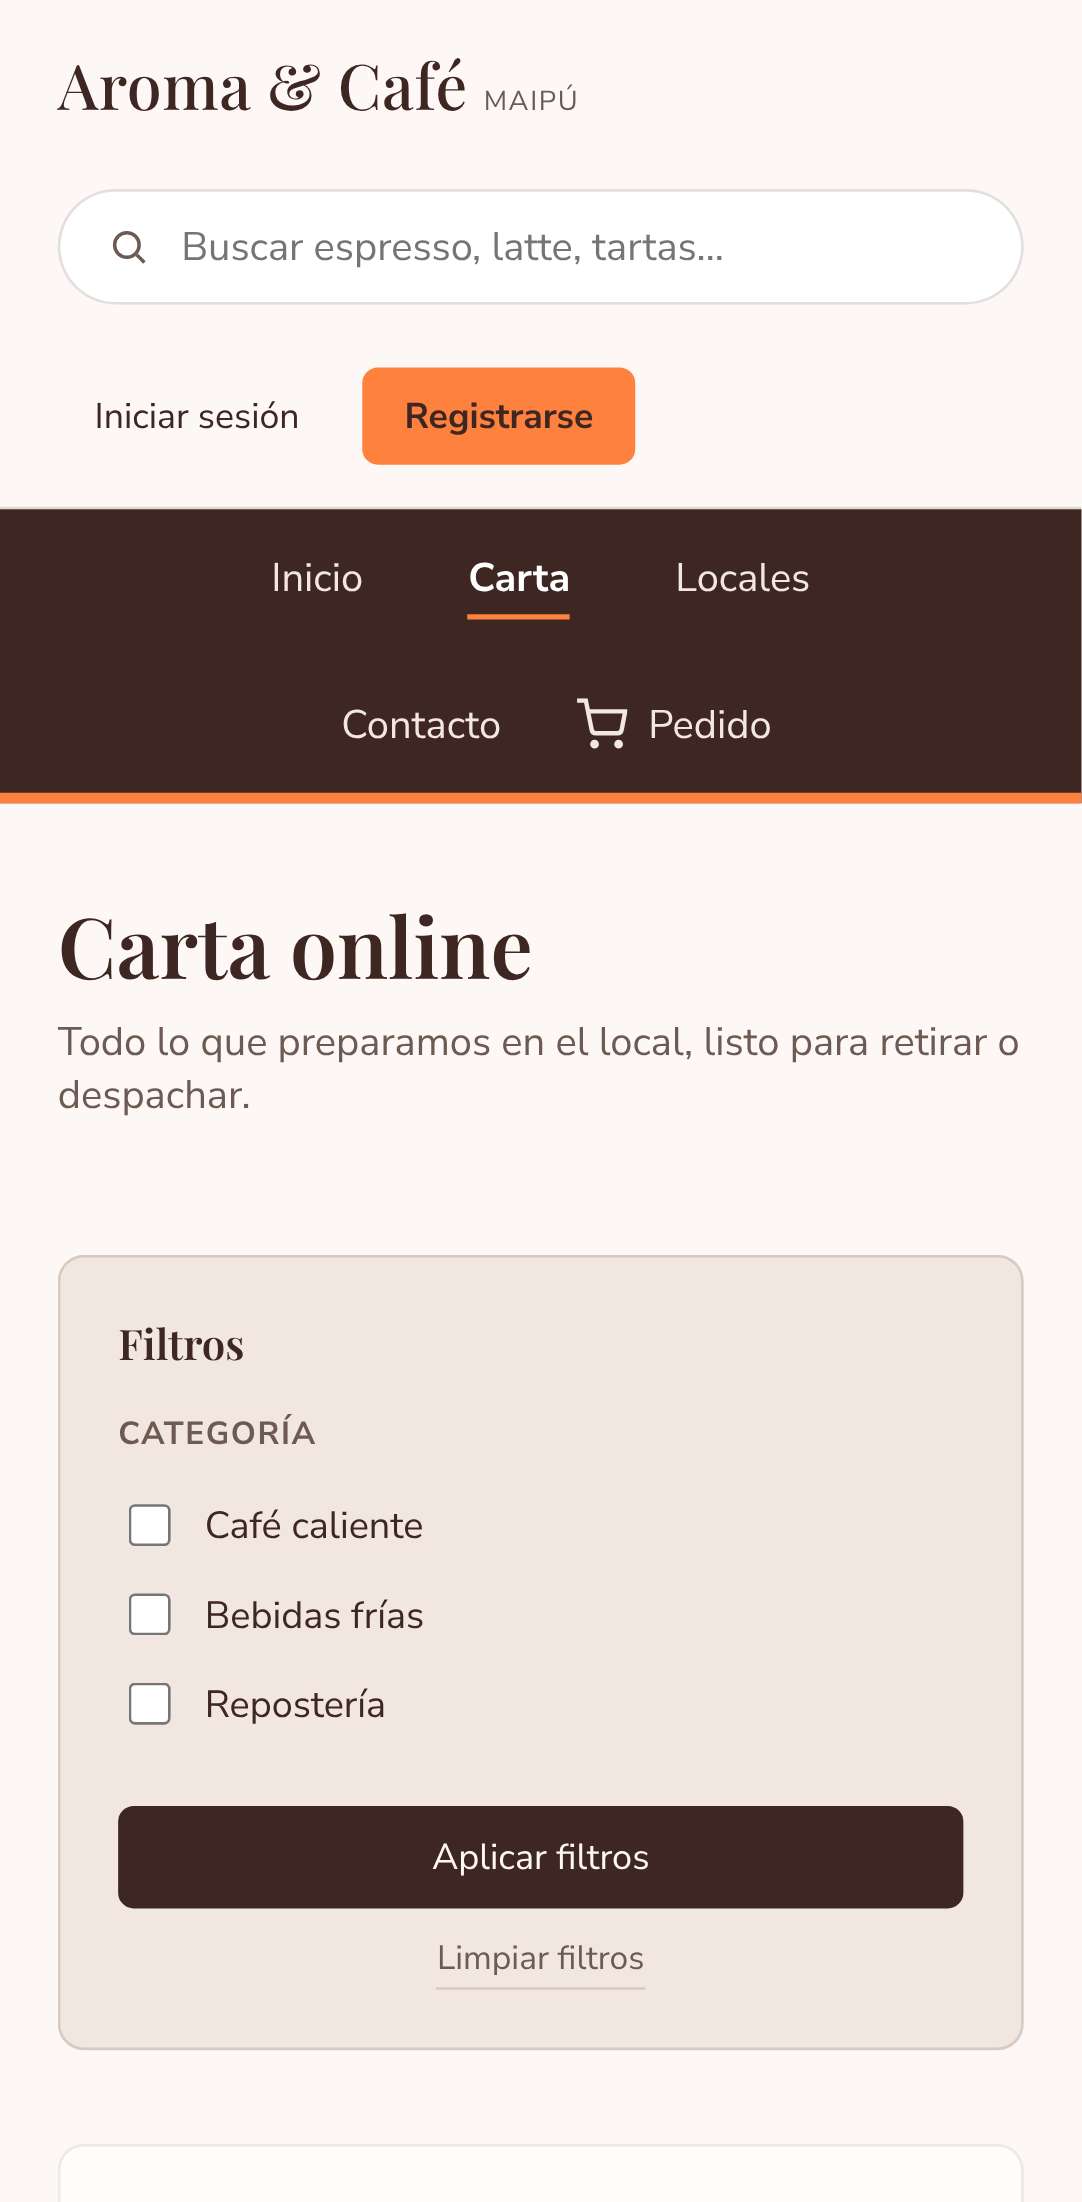 Aroma & Café MAIPÚ
Buscar espresso, latte, tartas...
Iniciar sesión Registrarse
Inicio Carta Locales
Contacto Pedido
Carta online
Todo lo que preparamos en el local, listo para retirar o
despachar.
Filtros
CATEGORÍA
Café caliente
Bebidas frías
Repostería
Aplicar filtros
Limpiar filtros